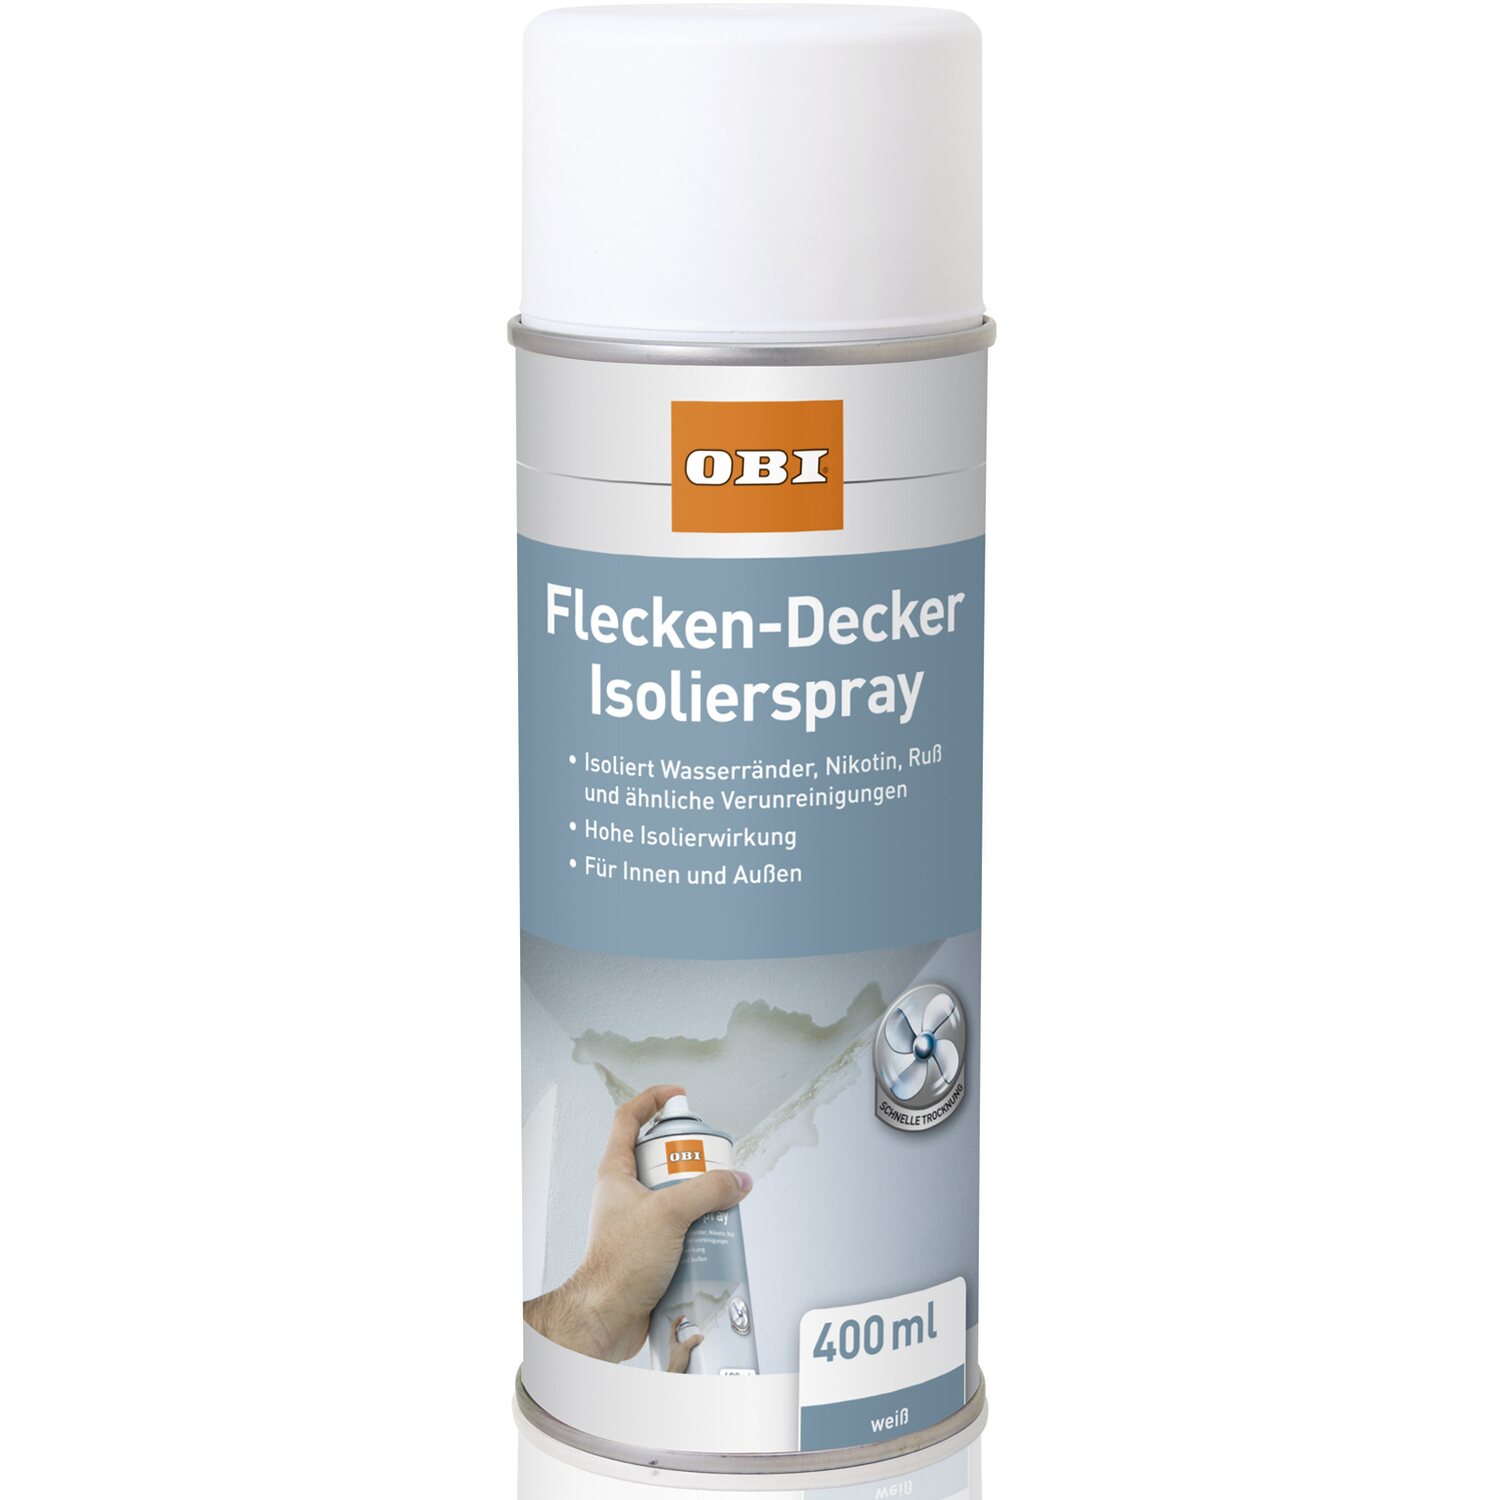 OBI
Flecken-Decker
Isolierspray
• Isoliert Wasserränder, Nikotin, Ruß
und ähnliche Verunreinigungen
• Hohe Isolierwirkung
• Für Innen und Außen
SCHNELLE TROCKNUNG
OBI
400 ml
weiß